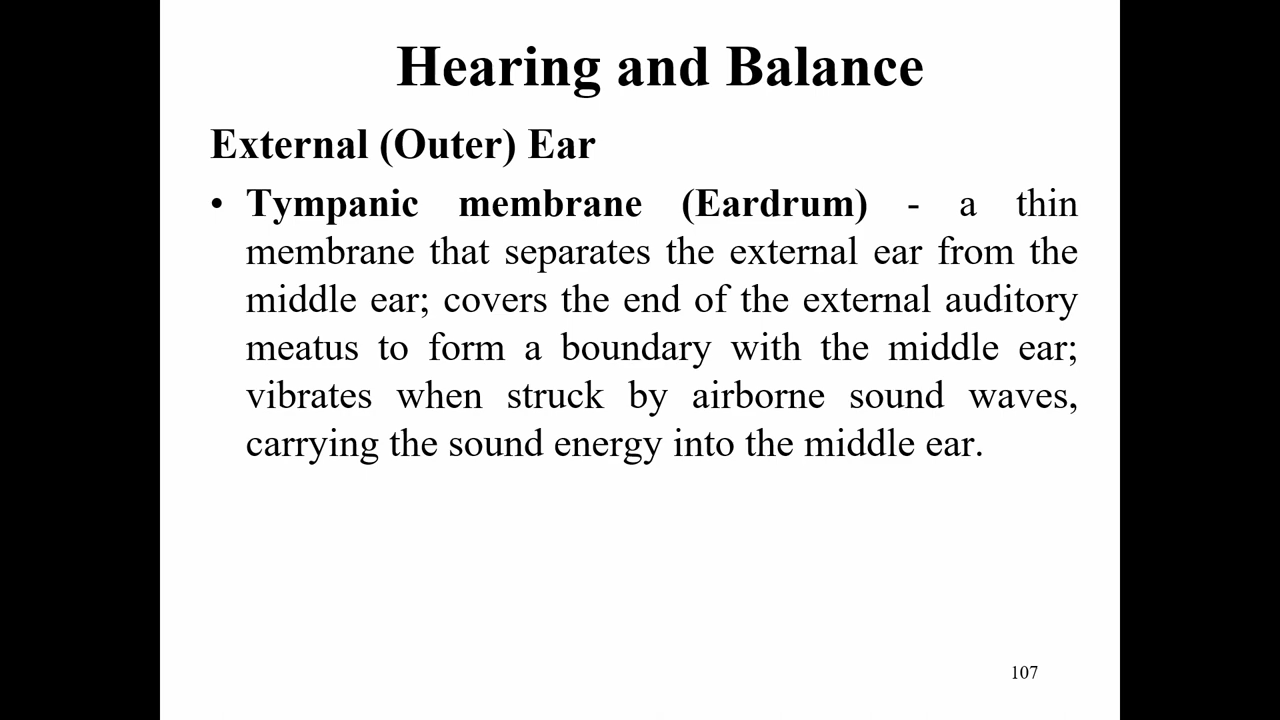 Hearing and Balance
External (Outer) Ear
• Tympanic membrane (Eardrum) - a thin
membrane that separates the external ear from the
middle ear; covers the end of the external auditory
meatus to form a boundary with the middle ear;
vibrates when struck by airborne sound waves,
carrying the sound energy into the middle ear.
107